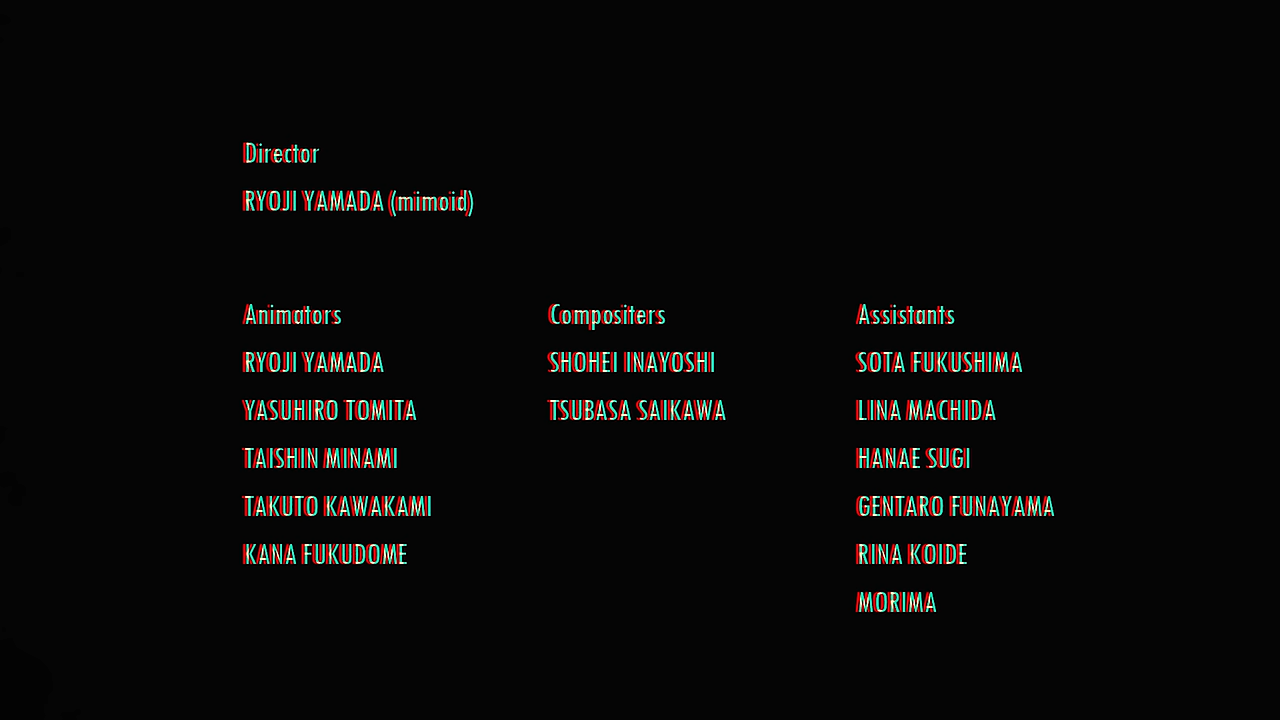 Director
RYOJI YAMADA (mimoid)
Animators
RYOJI YAMADA
YASUHIRO TOMITA
TAISHIN MINAMI
TAKUTO KAWAKAMI
KANA FUKUDOME
Compositers
SHOHEI INAYOSHI
TSUBASA SAIKAWA
Assistants
SOTA FUKUSHIMA
LINA MACHIDA
HANAE SUGI
GENTARO FUNAYAMA
RINA KOIDE
MORIMA